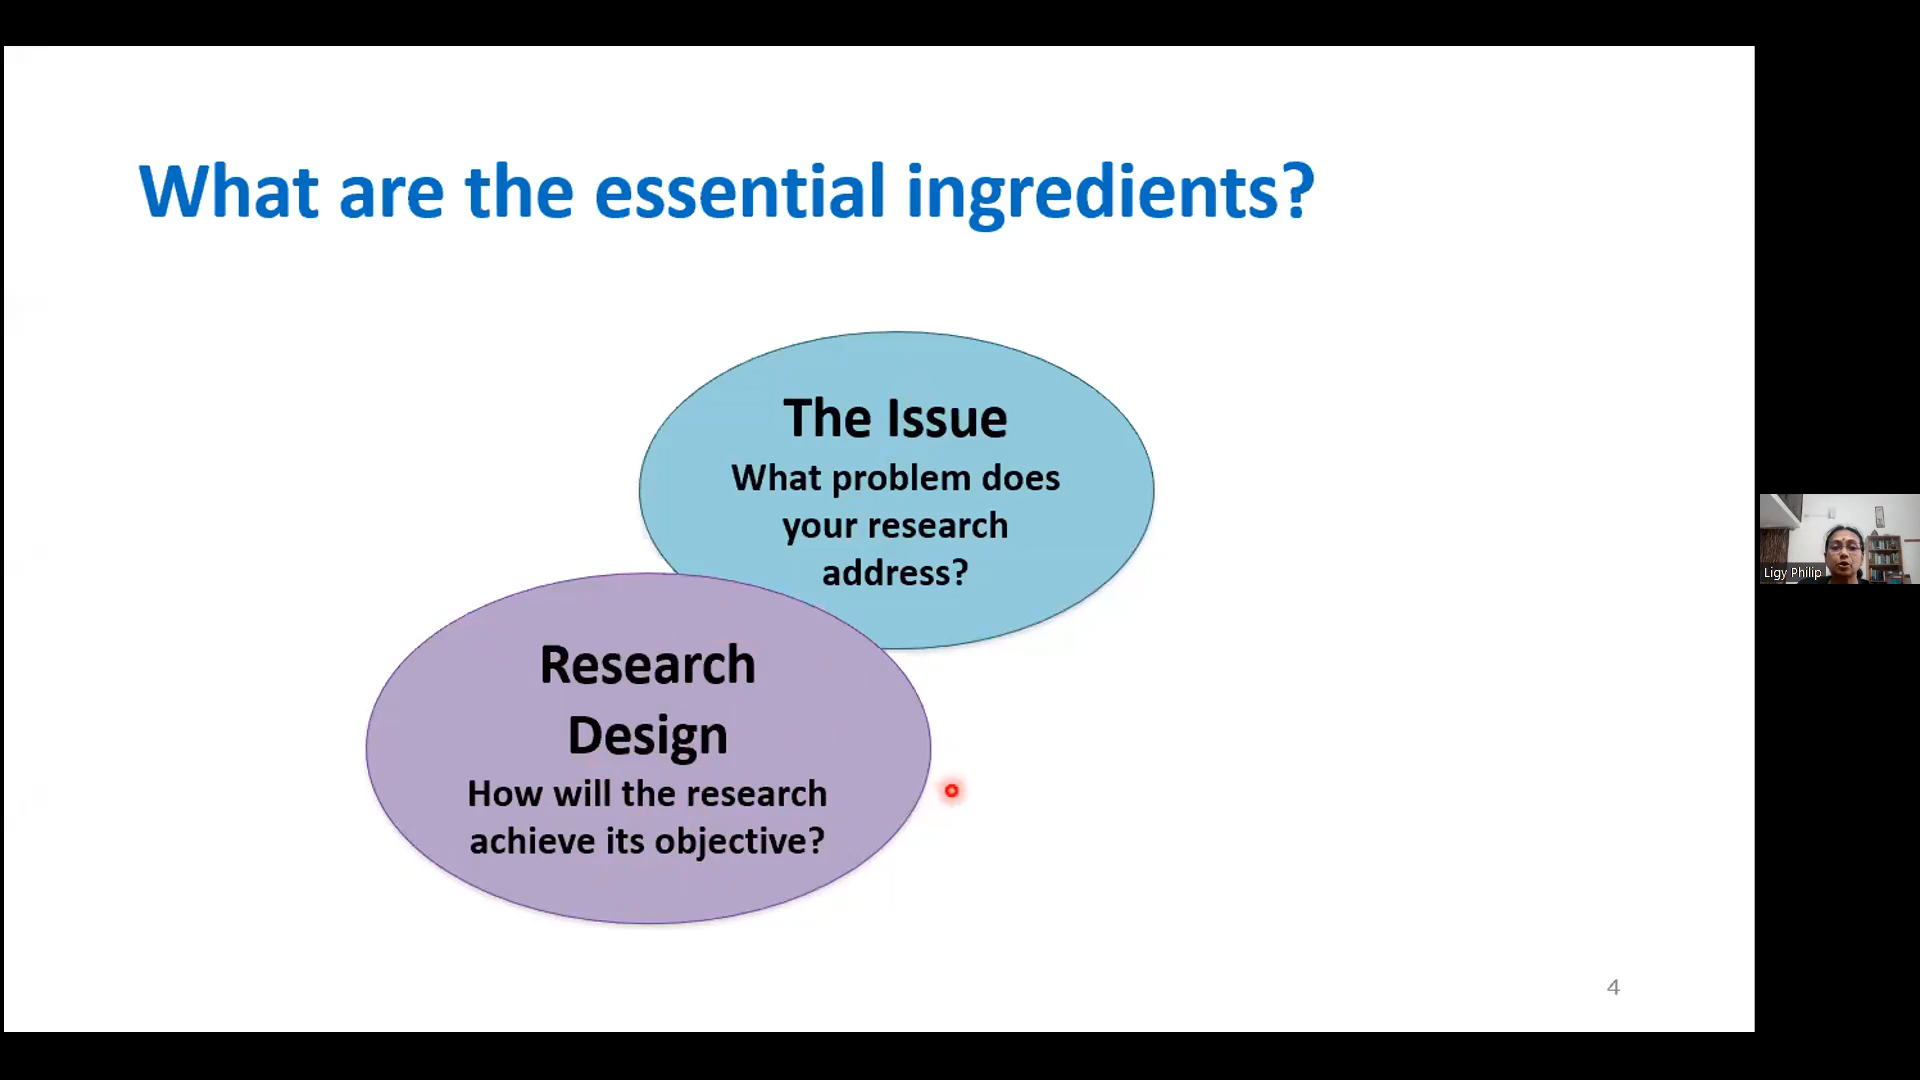 What are the essential ingredients?
The Issue
What problem does
your research
address?
Research
Design
How will the research
achieve its objective?
Ligy Philip
4